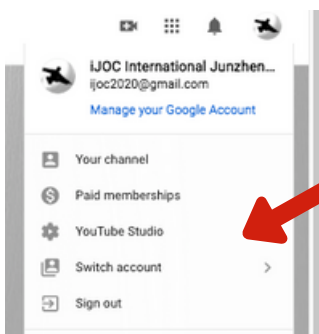 iJOC International Junzhen...
ijoc2020@gmail.com
Manage your Google Account
Your channel
Paid memberships
YouTube Studio
Switch account
Sign out